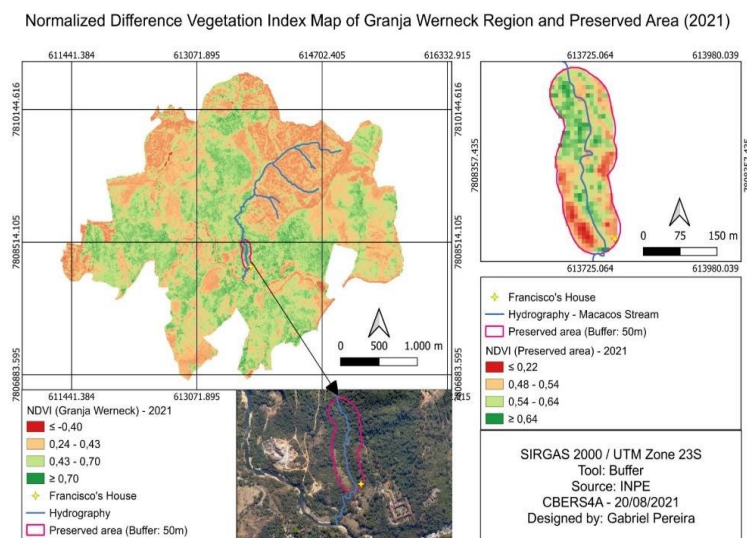 Normalized Difference Vegetation Index Map of Granja Werneck Region and Preserved Area (2021)
611441.384 613071.895 614702.405 616332.915
7810144.616 7810144.616
7808514.105 7808514.105
7806883.595
0 500 1.000 m
611441.384 613071.895
NDVI (Granja Werneck) - 2021
≤ -0,40
0,24 - 0,43
0,43 - 0,70
≥ 0,70
Francisco's House
Hydrography
Preserved area (Buffer: 50m)
613725.064 613980.039
7808357.435 7808357.435
0 75 150 m
613725.064 613980.039
Francisco's House
Hydrography - Macacos Stream
Preserved area (Buffer: 50m)
NDVI (Preserved area) - 2021
≤ 0,22
0,48 - 0,54
0,54 - 0,64
≥ 0,64
SIRGAS 2000 / UTM Zone 23S
Tool: Buffer
Source: INPE
CBERS4A - 20/08/2021
Designed by: Gabriel Pereira